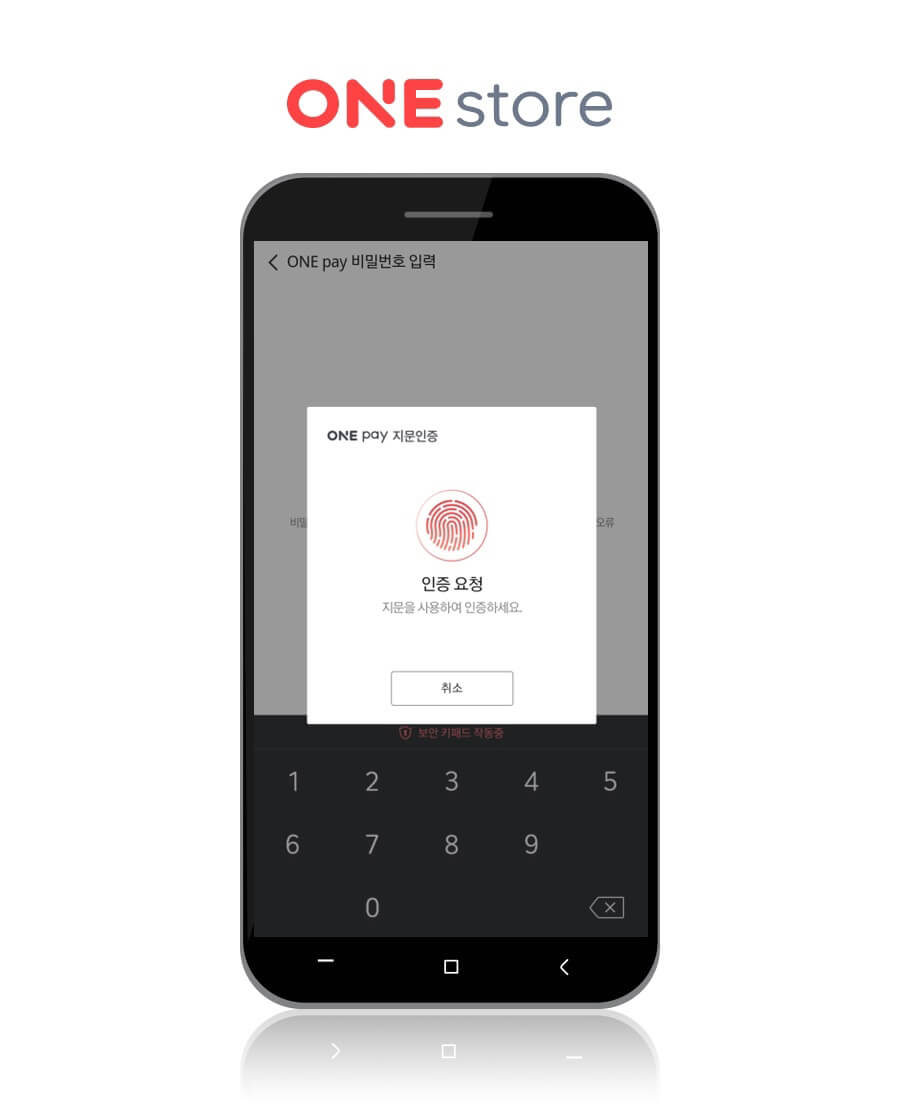 ONE store
ONE pay 비밀번호 입력
ONE pay 지문인증
비밀
오류
인증 요청
지문을 사용하여 인증하세요.
취소
보안 키패드 작동중
1 2 3 4 5
6 7 8 9
0